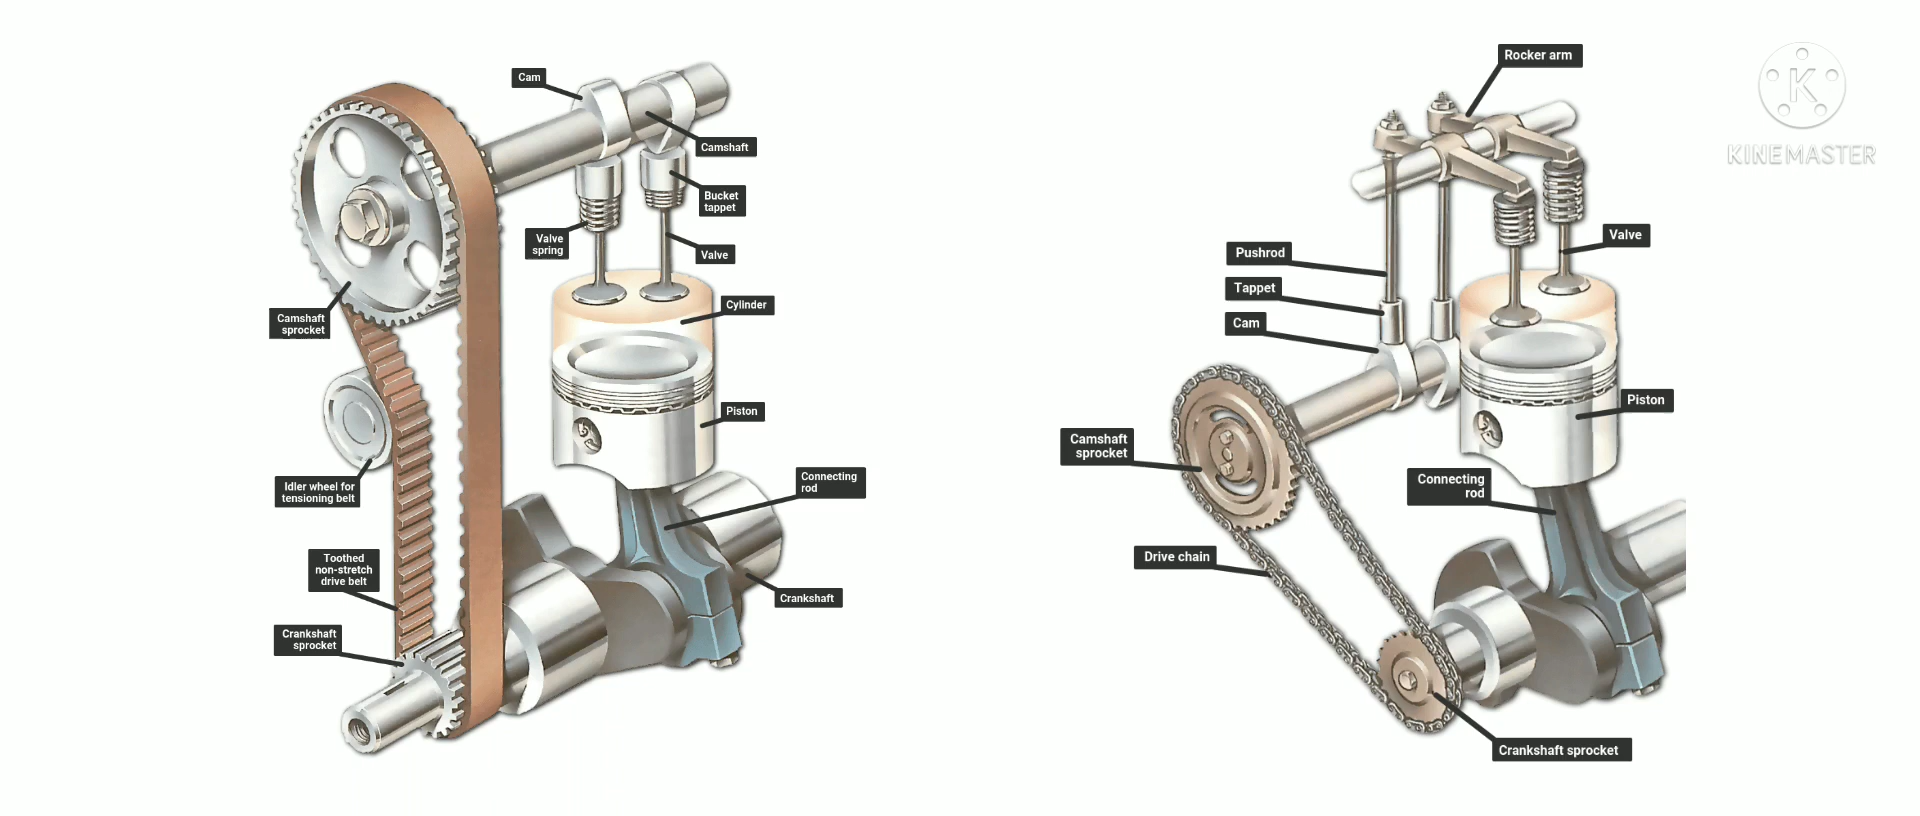 Cam
Camshaft
Bucket
tappet
Valve
spring
Valve
Cylinder
Camshaft
sprocket
Piston
Connecting
rod
Idler wheel for
tensioning belt
Toothed
non-stretch
drive belt
Crankshaft
Crankshaft
sprocket
Rocker arm
K
KINEMASTER
Valve
Pushrod
Tappet
Cam
Piston
Camshaft
sprocket
Connecting
rod
Drive chain
Crankshaft sprocket